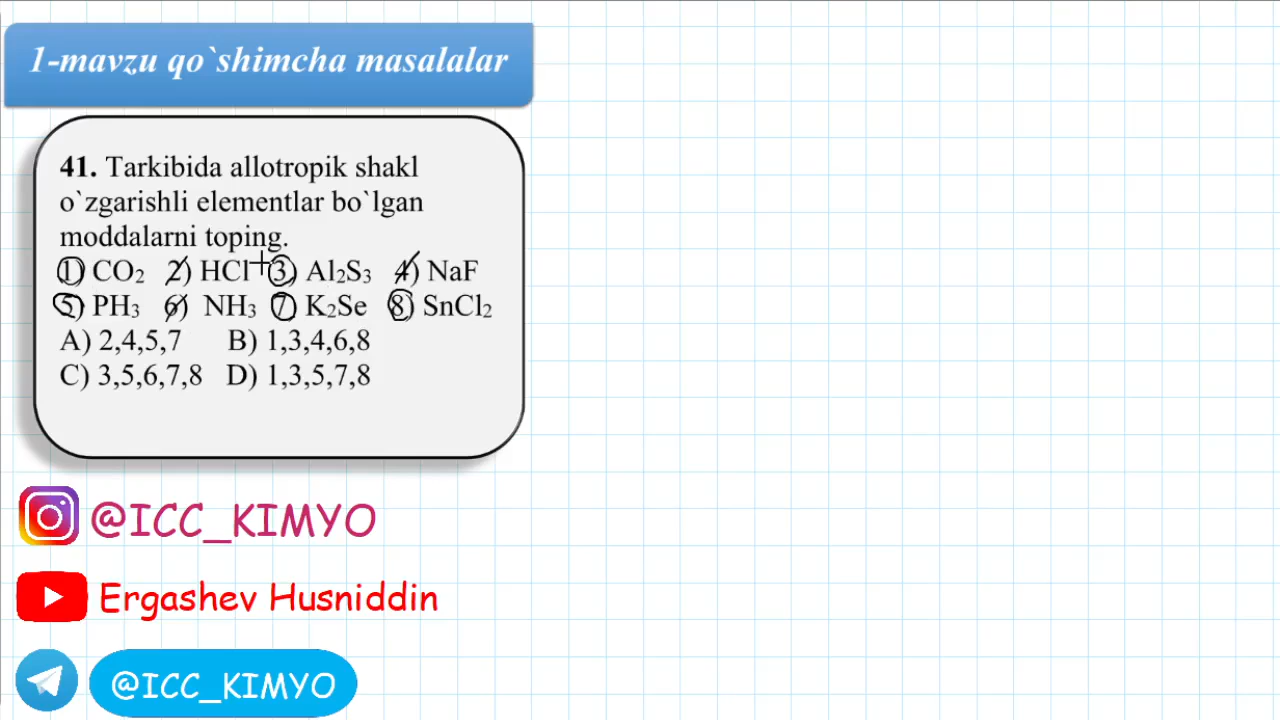 1-mavzu qo`shimcha masalalar
41. Tarkibida allotropik shakl
o`zgarishli elementlar bo`lgan
moddalarni toping.
1) CO₂ 2) HCl 3) Al₂S₃ 4) NaF
5) PH₃ 6) NH₃ 7) K₂Se 8) SnCl₂
A) 2,4,5,7 B) 1,3,4,6,8
C) 3,5,6,7,8 D) 1,3,5,7,8
@ICC_KIMYO
Ergashev Husniddin
@ICC_KIMYO